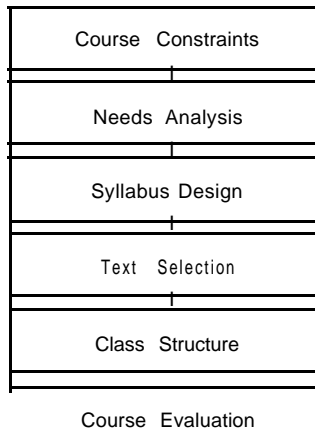 Course Constraints
Needs Analysis
Syllabus Design
Text Selection
Class Structure
Course Evaluation